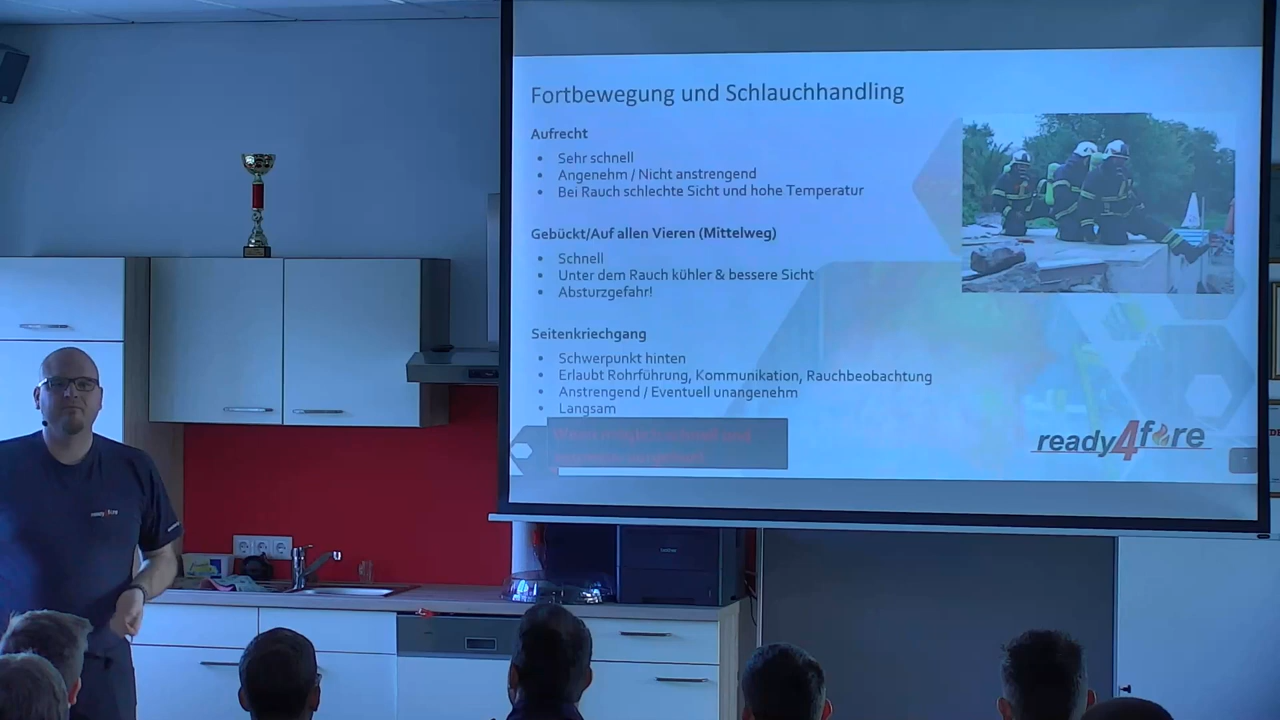 Fortbewegung und Schlauchhandling
Aufrecht
• Sehr schnell
• Angenehm / Nicht anstrengend
• Bei Rauch schlechte Sicht und hohe Temperatur
Gebückt/Auf allen Vieren (Mittelweg)
• Schnell
• Unter dem Rauch kühler & bessere Sicht
• Absturzgefahr!
Seitenkriechgang
• Schwerpunkt hinten
• Erlaubt Rohrführung, Kommunikation, Rauchbeobachtung
• Anstrengend / Eventuell unangenehm
• Langsam
ready4fire
ready4fire
brother